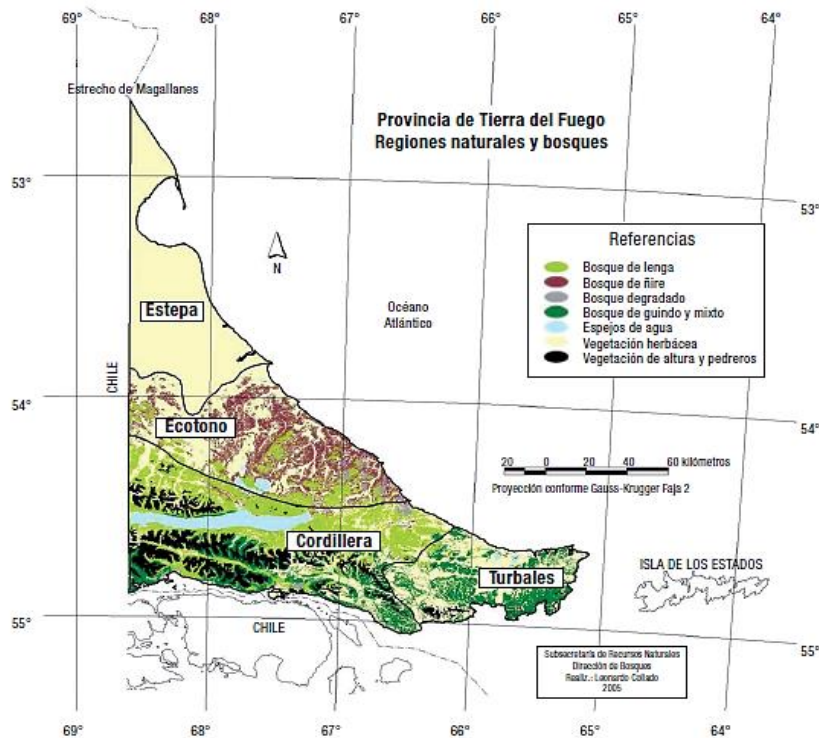 69°
68°
67°
66°
65°
64°
Estrecho de Magallanes
Provincia de Tierra del Fuego
Regiones naturales y bosques
53°
53°
N
Referencias
Bosque de lenga
Bosque de ñire
Bosque degradado
Bosque de guindo y mixto
Espejos de agua
Vegetación herbácea
Vegetación de altura y pedreros
Océano
Atlántico
Estepa
CHILE
54°
54°
Ecotono
20 0 20 40 60 kilómetros
Proyección conforme Gauss-Krugger Faja 2
Cordillera
Turbales
ISLA DE LOS ESTADOS
55°
CHILE
55°
Subsecretaría de Recursos Naturales
Dirección de Bosques
Realiz.: Leonardo Collado
2005
69°
68°
67°
66°
65°
64°